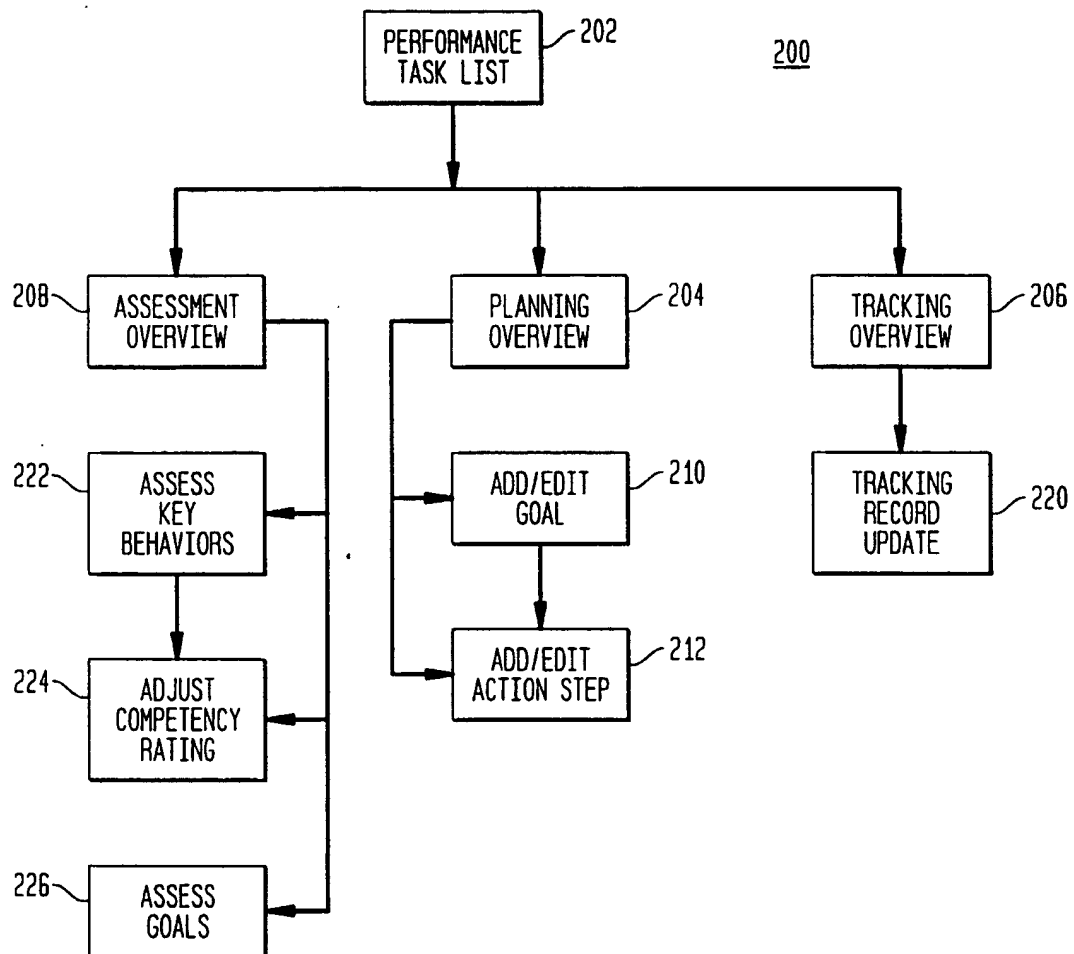 PERFORMANCE
TASK LIST
202
200
208
ASSESSMENT
OVERVIEW
PLANNING
OVERVIEW
204
TRACKING
OVERVIEW
206
222
ASSESS
KEY
BEHAVIORS
ADD/EDIT
GOAL
210
TRACKING
RECORD
UPDATE
220
224
ADJUST
COMPETENCY
RATING
ADD/EDIT
ACTION STEP
212
226
ASSESS
GOALS